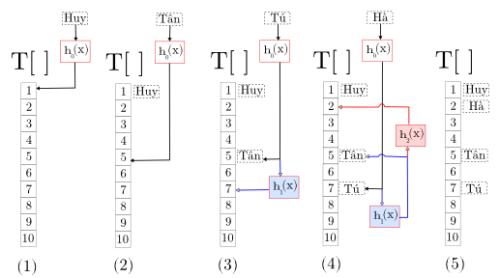 Huy
Tân
Tú
Hà
h₀(x)
h₀(x)
h₀(x)
h₀(x)
T[ ]
T[ ]
T[ ]
T[ ]
T[ ]
1
2
3
4
5
6
7
8
9
10
(1)
Huy
1
2
3
4
5
6
7
8
9
10
(2)
Huy
1
2
3
4
5
6
7
8
9
10
Tân
h₁(x)
(3)
Huy
1
2
3
4
5
6
7
8
9
10
Tân
Tú
h₂(x)
h₁(x)
(4)
Huy
Hà
1
2
3
4
5
6
7
8
9
10
Tân
Tú
(5)